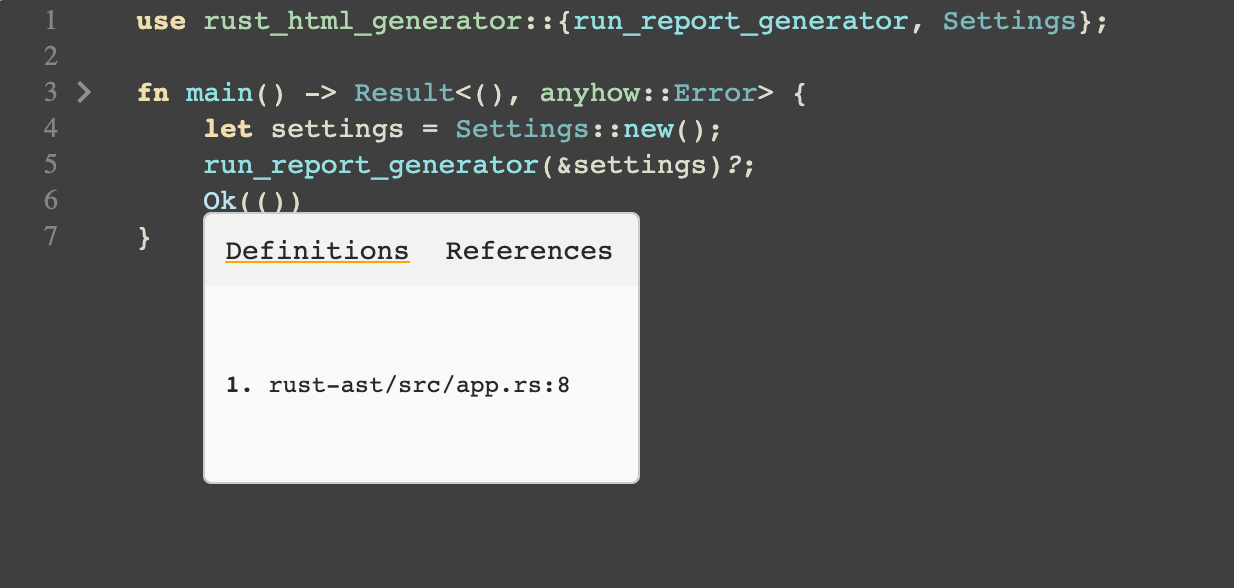 1 use rust_html_generator::{run_report_generator, Settings};
2
3 fn main() -> Result<(), anyhow::Error> {
4 let settings = Settings::new();
5 run_report_generator(&settings)?;
6 Ok(())
7 }
Definitions References
1. rust-ast/src/app.rs:8